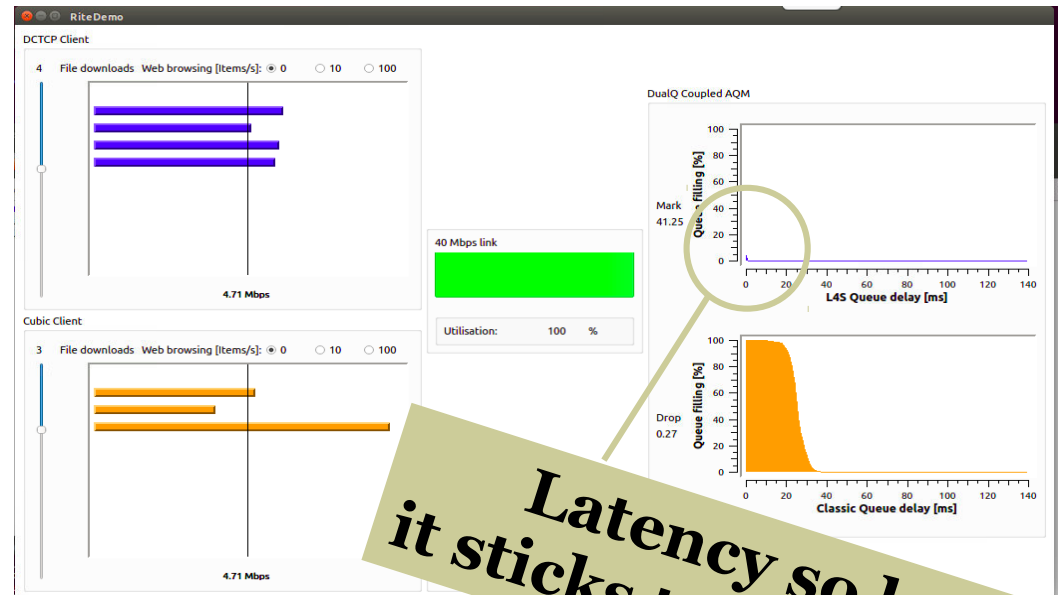 RiteDemo
DCTCP Client
4 File downloads Web browsing [Items/s]: 0 10 100
4.71 Mbps
Cubic Client
3 File downloads Web browsing [Items/s]: 0 10 100
4.71 Mbps
40 Mbps link
Utilisation: 100 %
DualQ Coupled AQM
Mark
41.25
Queue filling [%]
100
80
60
40
20
0
0 20 40 60 80 100 120 140
L4S Queue delay [ms]
Drop
0.27
Queue filling [%]
100
80
60
40
20
0
0 20 40 60 80 100 120 140
Classic Queue delay [ms]
Latency so
it sticks